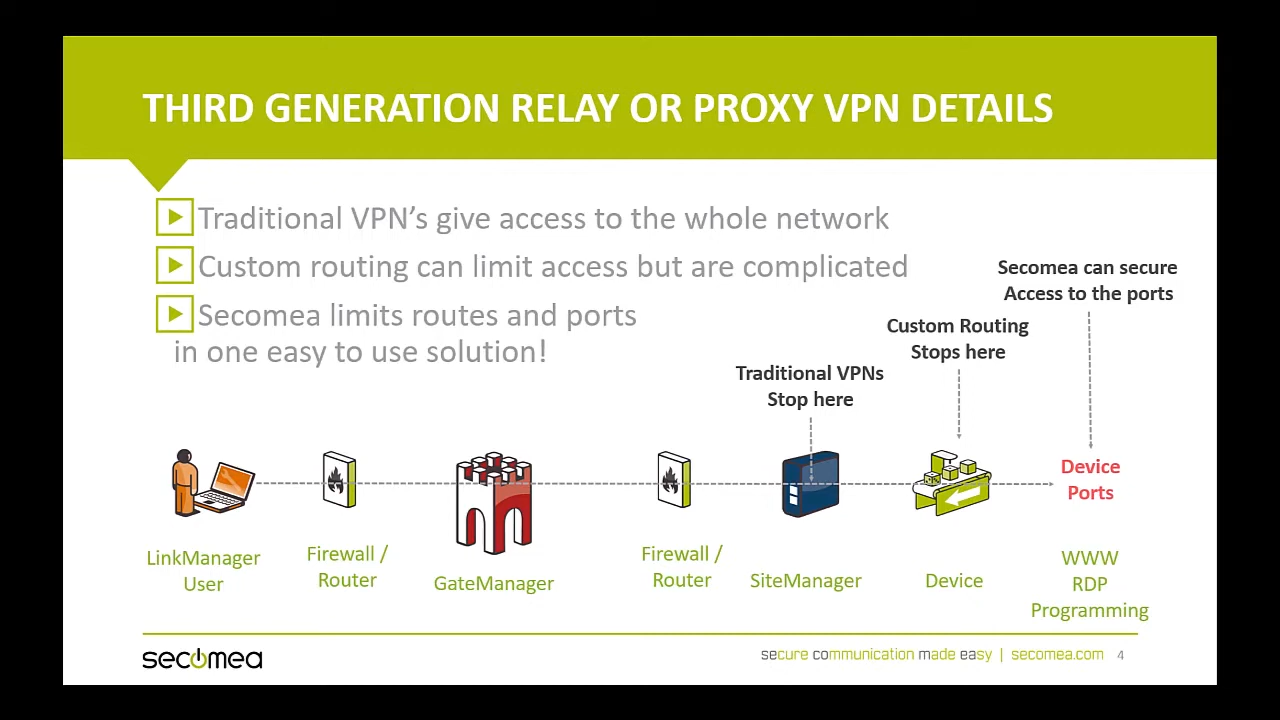 THIRD GENERATION RELAY OR PROXY VPN DETAILS
Traditional VPN's give access to the whole network
Custom routing can limit access but are complicated
Secomea limits routes and ports
in one easy to use solution!
Secomea can secure
Access to the ports
Custom Routing
Stops here
Traditional VPNs
Stop here
Device
Ports
LinkManager
User
Firewall /
Router
GateManager
Firewall /
Router
SiteManager
Device
WWW
RDP
Programming
secomea
secure communication made easy | secomea.com 4